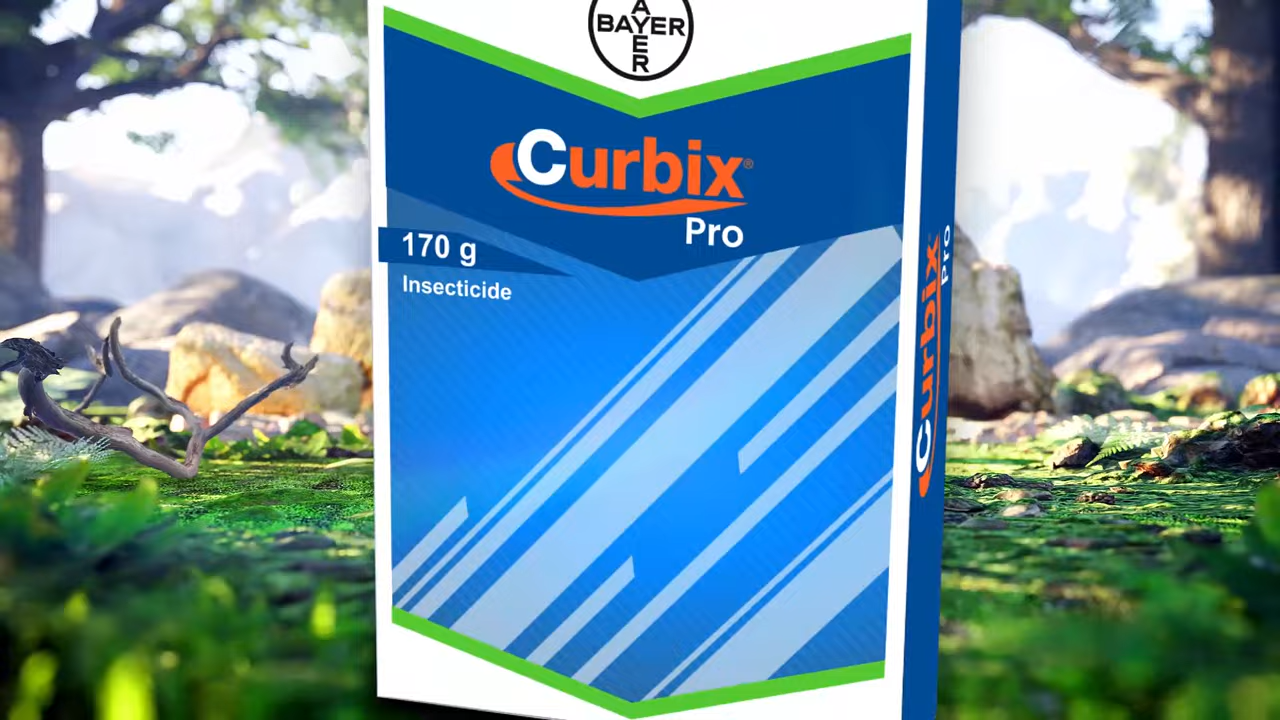 BAYER
BAYER
Curbix®
Pro
170 g
Insecticide
Curbix
Pro